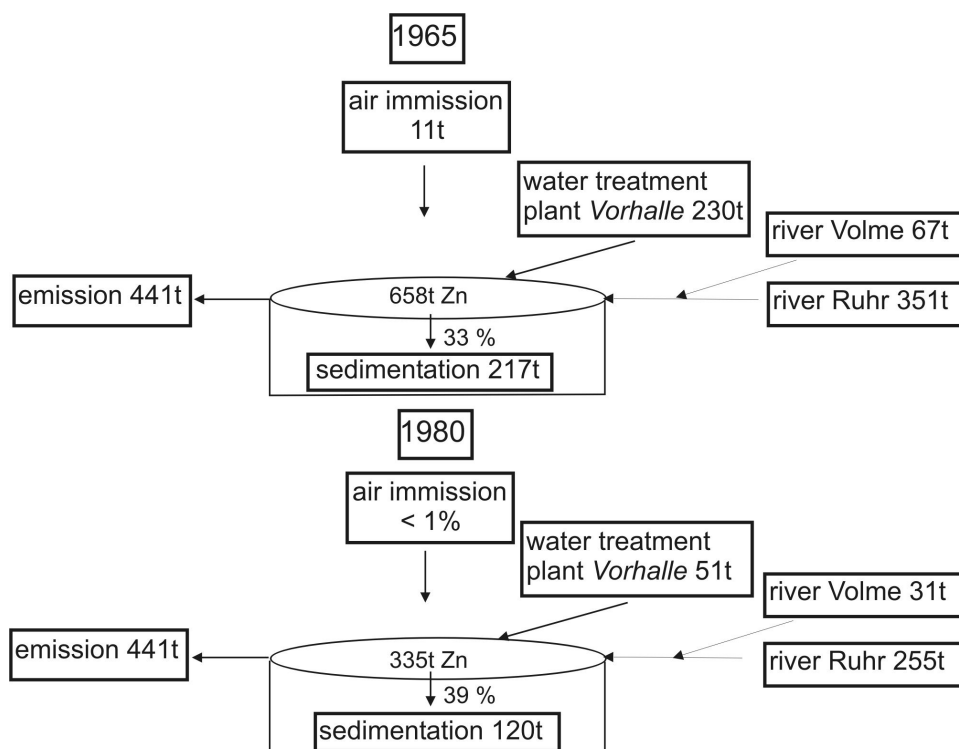 1965
air immission
11t
water treatment
plant Vorhalle 230t
river Volme 67t
emission 441t
658t Zn
river Ruhr 351t
33 %
sedimentation 217t
1980
air immission
< 1%
water treatment
plant Vorhalle 51t
river Volme 31t
emission 441t
335t Zn
river Ruhr 255t
39 %
sedimentation 120t